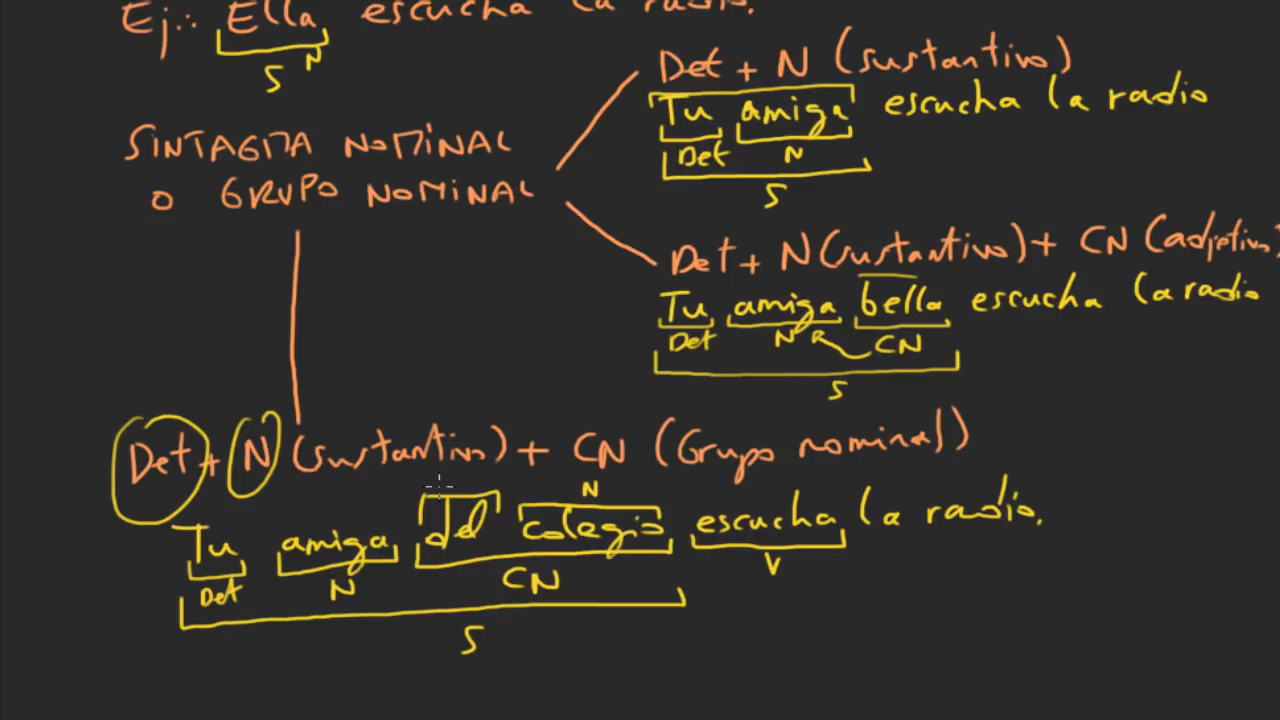 Ej.: Ella escucha la radio.
N
S
SINTAGMA NOMINAL
O GRUPO NOMINAL
Det + N (sustantivo)
Tu amiga escucha la radio
Det N
S
Det + N (sustantivo) + CN (adjetivo)
Tu amiga bella escucha la radio
Det N CN
S
Det + N (sustantivo) + CN (Grupo nominal)
N
Tu amiga del colegio escucha la radio.
Det N CN V
S